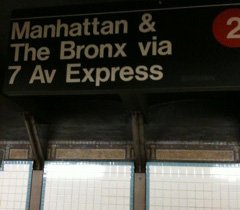 Manhattan & 2
The Bronx via
7 Av Express